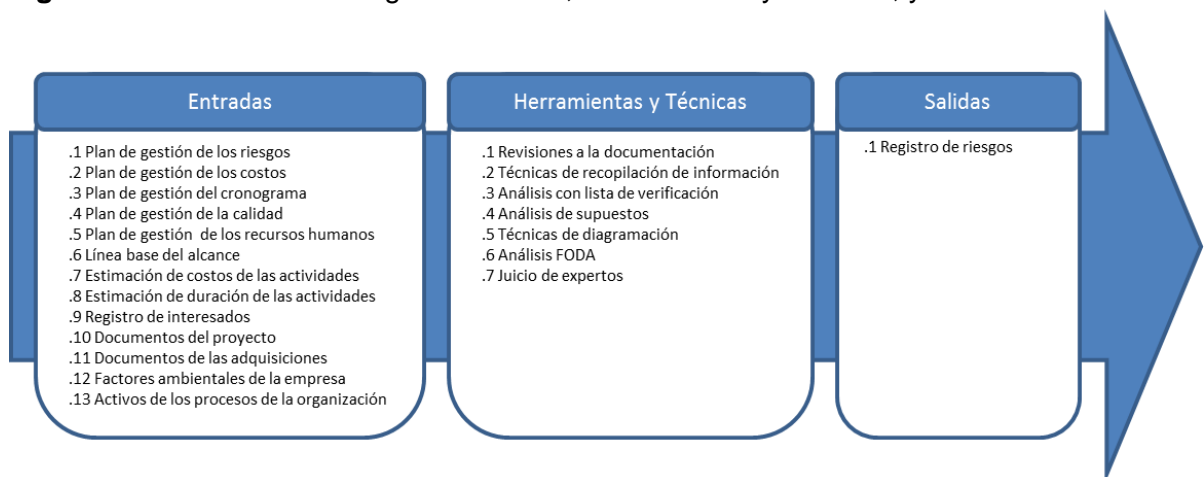 Entradas
.1 Plan de gestión de los riesgos
.2 Plan de gestión de los costos
.3 Plan de gestión del cronograma
.4 Plan de gestión de la calidad
.5 Plan de gestión de los recursos humanos
.6 Línea base del alcance
.7 Estimación de costos de las actividades
.8 Estimación de duración de las actividades
.9 Registro de interesados
.10 Documentos del proyecto
.11 Documentos de las adquisiciones
.12 Factores ambientales de la empresa
.13 Activos de los procesos de la organización
Herramientas y Técnicas
.1 Revisiones a la documentación
.2 Técnicas de recopilación de información
.3 Análisis con lista de verificación
.4 Análisis de supuestos
.5 Técnicas de diagramación
.6 Análisis FODA
.7 Juicio de expertos
Salidas
.1 Registro de riesgos